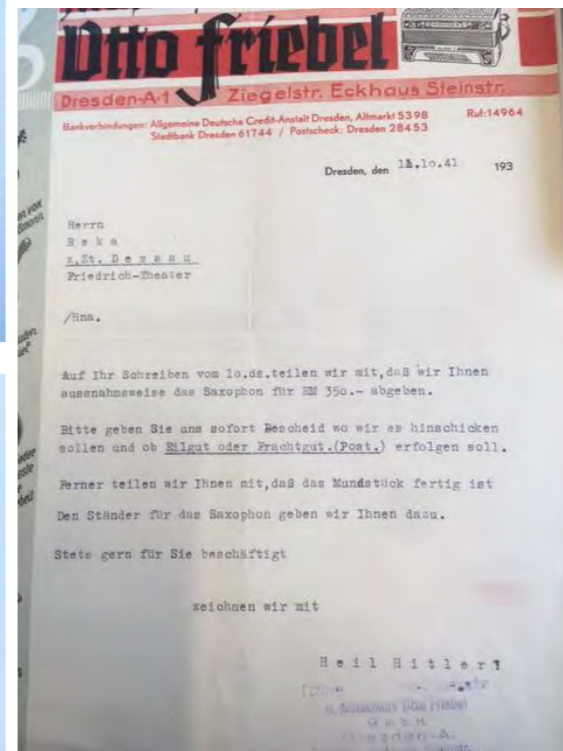 Otto Friebel
Dresden-A-1 Ziegelstr. Eckhaus Steinstr.
Bankverbindungen: Allgemeine Deutsche Credit-Anstalt Dresden, Altmarkt 5398 Ruf: 14964
Stadtbank Dresden 61744 / Postscheck: Dresden 28453
Dresden, den 193
Herrn
R e k a
z.Zt. D e s s a u
Friedrich-Theater
/Hna.
Auf Ihr Schreiben vom 10.ds.teilen wir mit,daß wir Ihnen
ausnahmsweise das Saxophon für RM 350.- abgeben.
Bitte geben Sie uns sofort Bescheid wo wir es hinschicken
sollen und ob Eilgut oder Frachtgut.(Post.) erfolgen soll.
Ferner teilen wir Ihnen mit,daß das Mundstück fertig ist
Den Ständer für das Saxophon geben wir Ihnen dazu.
Stets gern für Sie beschäftigt
zeichnen wir mit
H e i l H i t l e r !
Otto Friebel
G m b H
Dresden-A.